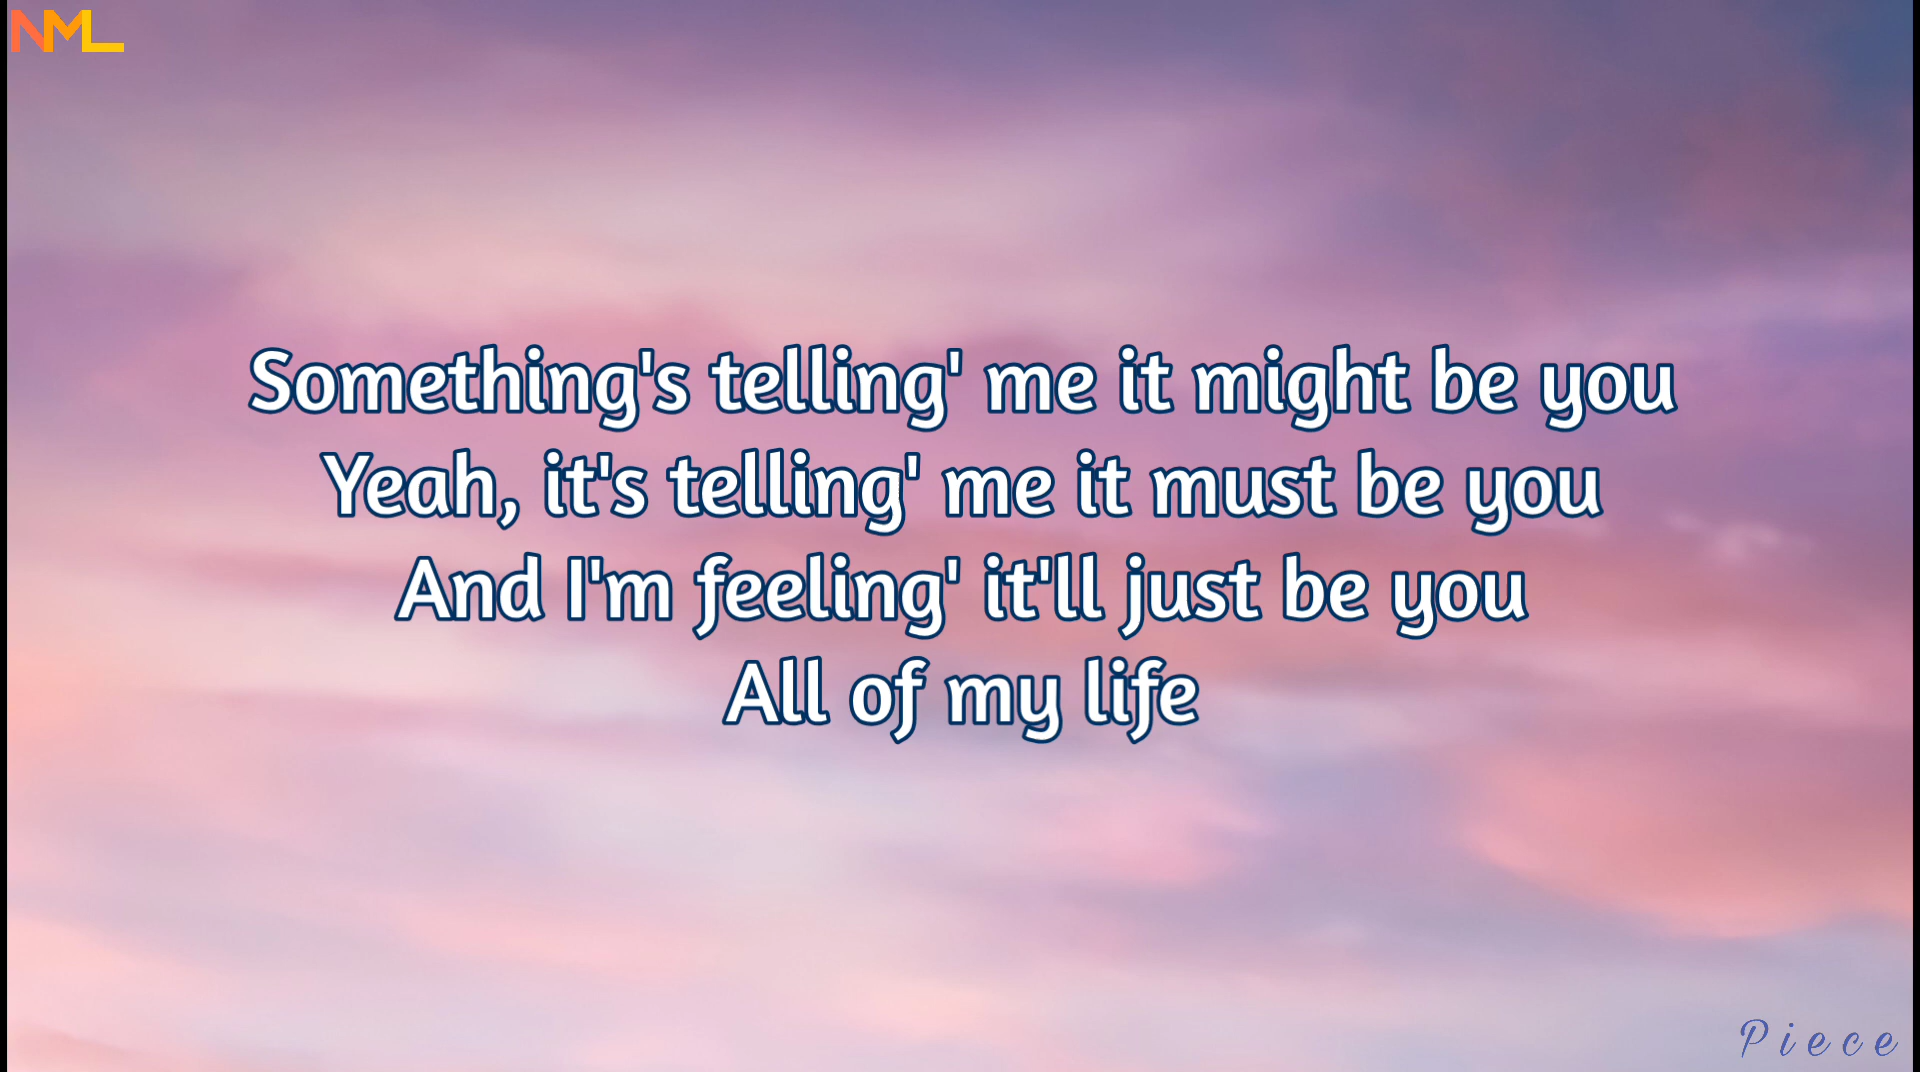 NML
Something's telling' me it might be you
Yeah, it's telling' me it must be you
And I'm feeling' it'll just be you
All of my life
Piece